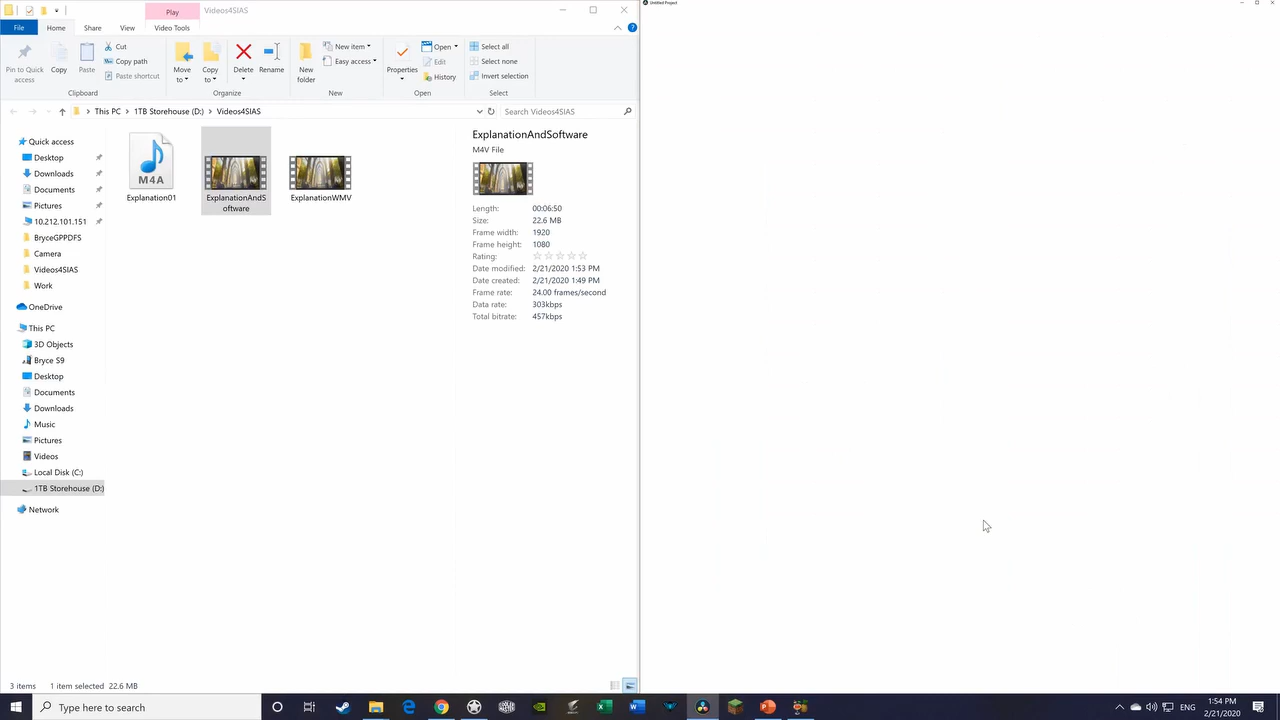 Play
Videos4SIAS
Untitled Project
File
Home
Share
View
Video Tools
Pin to Quick
access
Copy
Paste
Cut
Copy path
Paste shortcut
Clipboard
Move
to
Copy
to
Delete
Rename
Organize
New
folder
New item
Easy access
New
Properties
Open
Edit
History
Open
Select all
Select none
Invert selection
Select
This PC
1TB Storehouse (D:)
Videos4SIAS
Search Videos4SIAS
Quick access
Desktop
Downloads
Documents
Pictures
10.212.101.151
BryceGPPDFS
Camera
Videos4SIAS
Work
OneDrive
This PC
3D Objects
Bryce S9
Desktop
Documents
Downloads
Music
Pictures
Videos
Local Disk (C:)
1TB Storehouse (D:)
Network
M4A
Explanation01
ExplanationAndS
oftware
ExplanationWMV
ExplanationAndSoftware
M4V File
Length: 00:06:50
Size: 22.6 MB
Frame width: 1920
Frame height: 1080
Rating:
Date modified: 2/21/2020 1:53 PM
Date created: 2/21/2020 1:49 PM
Frame rate: 24.00 frames/second
Data rate: 303kbps
Total bitrate: 457kbps
3 items
1 item selected 22.6 MB
Type here to search
ENG
1:54 PM
2/21/2020